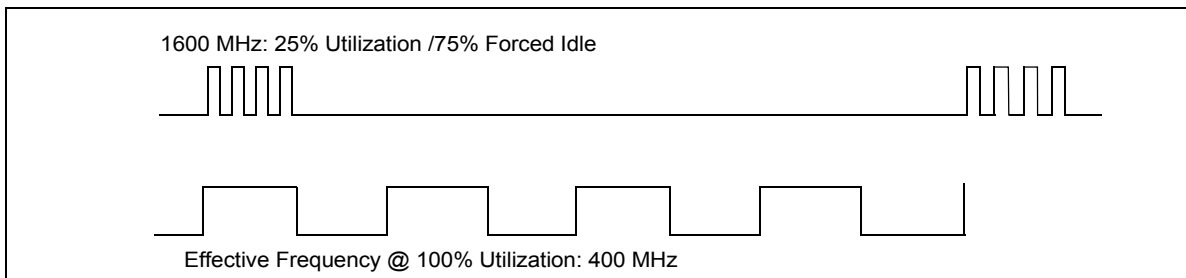 1600 MHz: 25% Utilization /75% Forced Idle
Effective Frequency @ 100% Utilization: 400 MHz